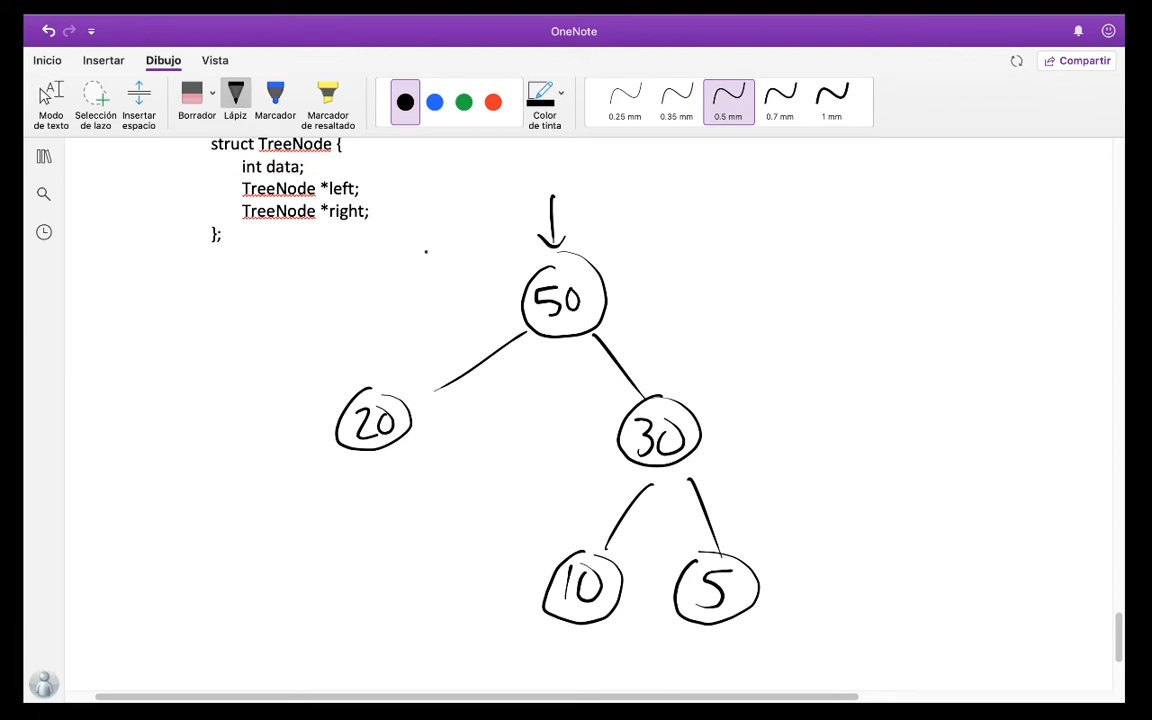 OneNote
Inicio Insertar Dibujo Vista
Compartir
Modo de texto
Selección de lazo
Insertar espacio
Borrador
Lápiz
Marcador
Marcador de resaltado
Color de tinta
0.25 mm
0.35 mm
0.5 mm
0.7 mm
1 mm
struct TreeNode {
int data;
TreeNode *left;
TreeNode *right;
};
50
20
30
10
5